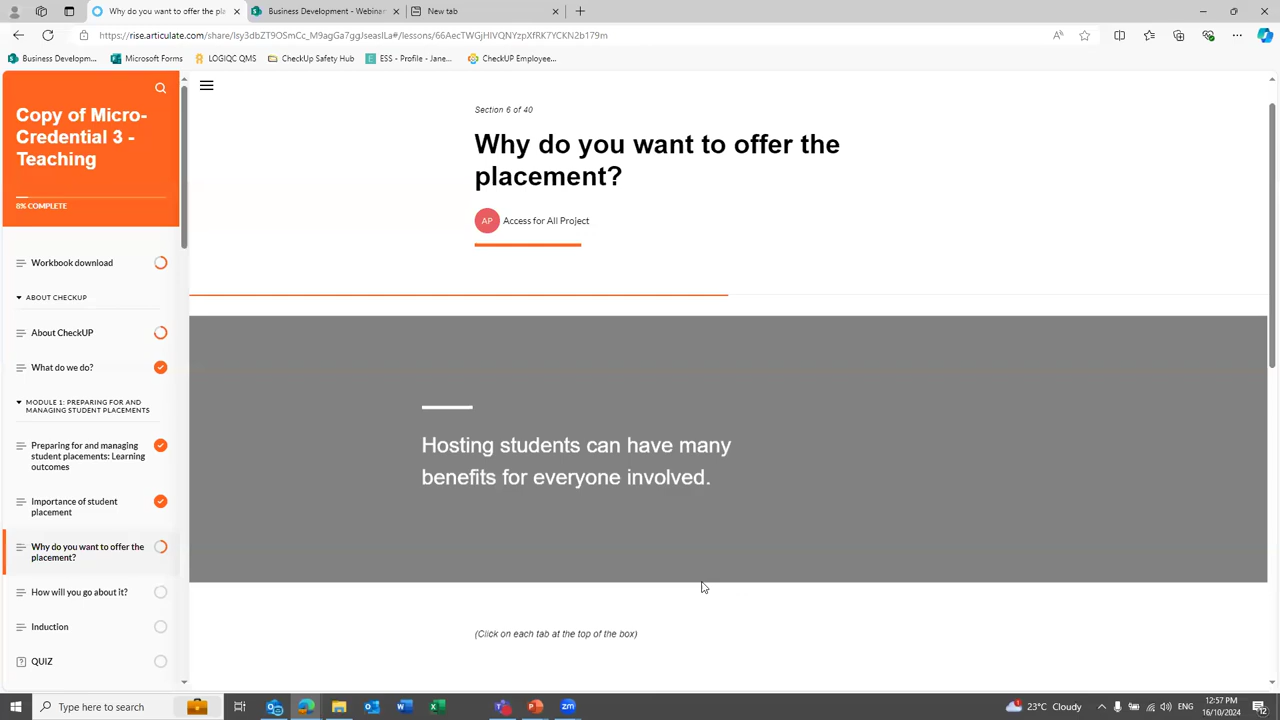 Why do you want to offer the pla
Business Development - Webinar
New tab
https://rise.articulate.com/share/Isy3dbZT9OSmCc_M9agGa7ggJseasILa#/lessons/66AecTWGjHIVQNYzpXfRK7YCKN2b179m
Business Developm...
Microsoft Forms
LOGIQC QMS
CheckUp Safety Hub
ESS - Profile - Jane...
CheckUP Employee...
Copy of Micro-
Credential 3 -
Teaching
8% COMPLETE
Workbook download
ABOUT CHECKUP
About CheckUP
What do we do?
MODULE 1: PREPARING FOR AND
MANAGING STUDENT PLACEMENTS
Preparing for and managing
student placements: Learning
outcomes
Importance of student
placement
Why do you want to offer the
placement?
How will you go about it?
Induction
QUIZ
Section 6 of 40
Why do you want to offer the
placement?
AP Access for All Project
Hosting students can have many
benefits for everyone involved.
(Click on each tab at the top of the box)
Type here to search
23°C Cloudy
ENG
12:57 PM
16/10/2024